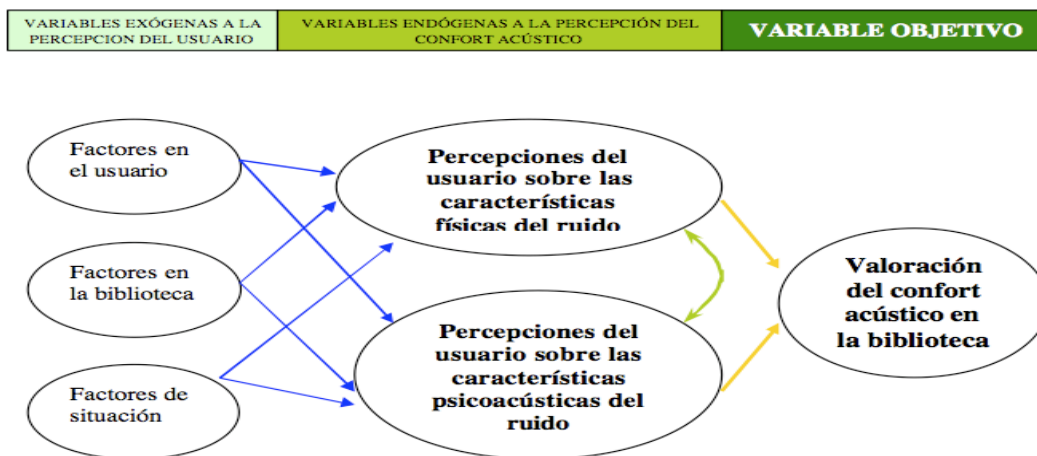 VARIABLES EXÓGENAS A LA
PERCEPCION DEL USUARIO
VARIABLES ENDÓGENAS A LA PERCEPCIÓN DEL
CONFORT ACÚSTICO
VARIABLE OBJETIVO
Factores en
el usuario
Factores en
la biblioteca
Factores de
situación
Percepciones del
usuario sobre las
características
físicas del ruido
Percepciones del
usuario sobre las
características
psicoacústicas del
ruido
Valoración
del confort
acústico en
la biblioteca